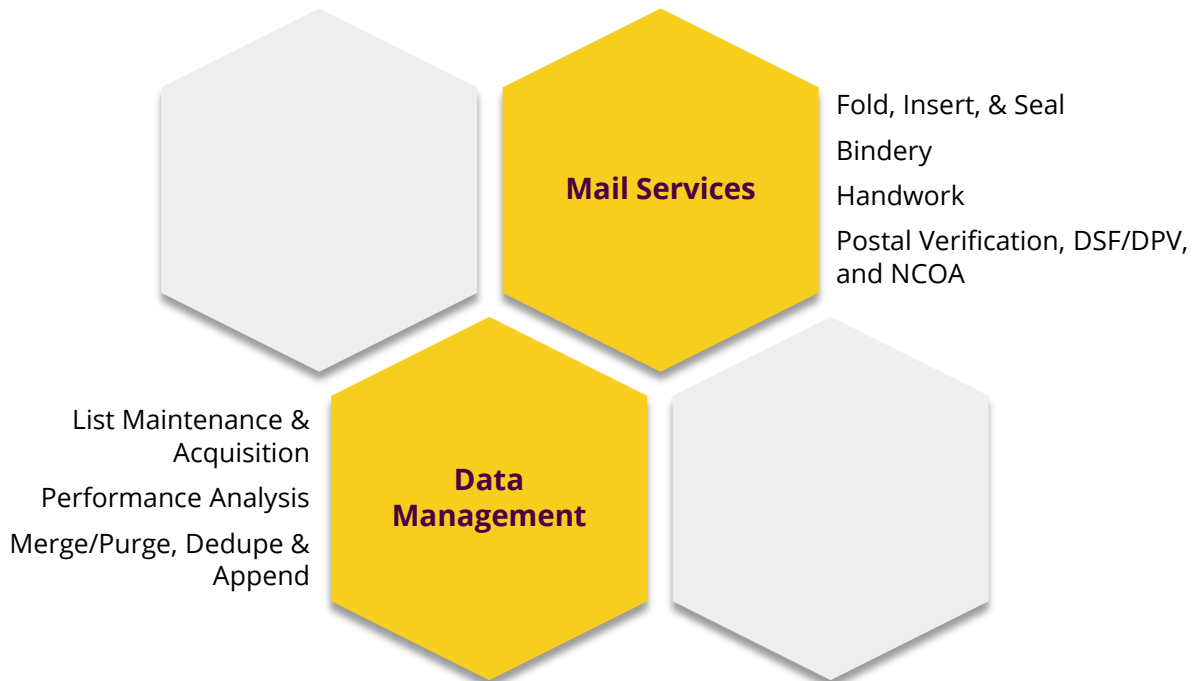 Mail Services
Fold, Insert, & Seal
Bindery
Handwork
Postal Verification, DSF/DPV,
and NCOA
List Maintenance &
Acquisition
Performance Analysis
Merge/Purge, Dedupe &
Append
Data
Management